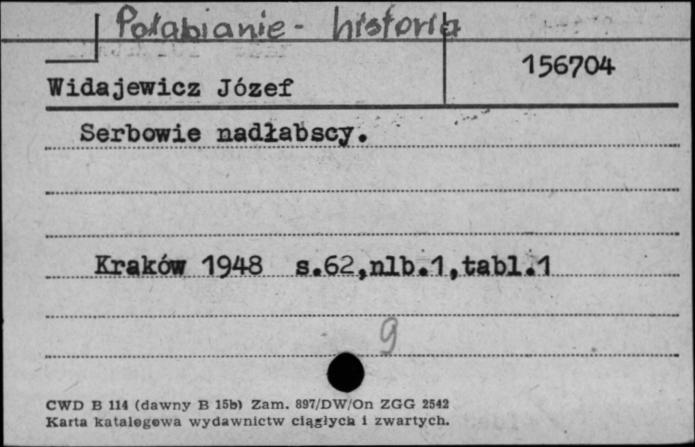 Połabianie - historia
156704
Widajewicz Józef
Serbowie nadłabscy.
Kraków 1948 s.62,nlb.1,tabl.1
9
CWD B 114 (dawny B 15b) Zam. 897/DW/On ZGG 2542
Karta katalogowa wydawnictw ciągłych i zwartych.